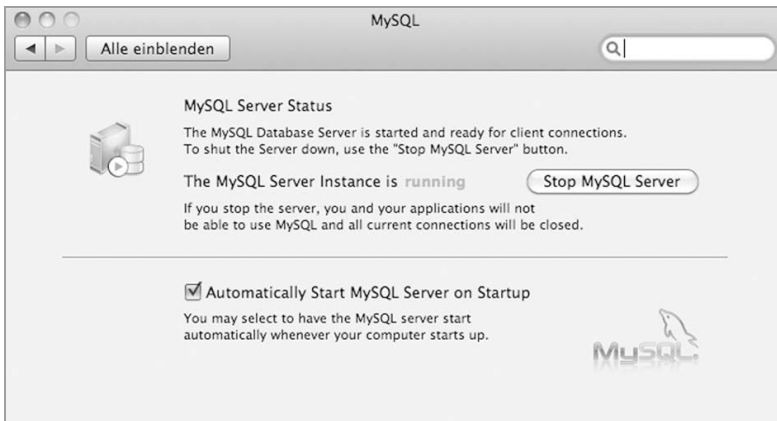 MySQL
Alle einblenden
MySQL Server Status
The MySQL Database Server is started and ready for client connections.
To shut the Server down, use the "Stop MySQL Server" button.
The MySQL Server Instance is running
Stop MySQL Server
If you stop the server, you and your applications will not
be able to use MySQL and all current connections will be closed.
Automatically Start MySQL Server on Startup
You may select to have the MySQL server start
automatically whenever your computer starts up.
MySQL.